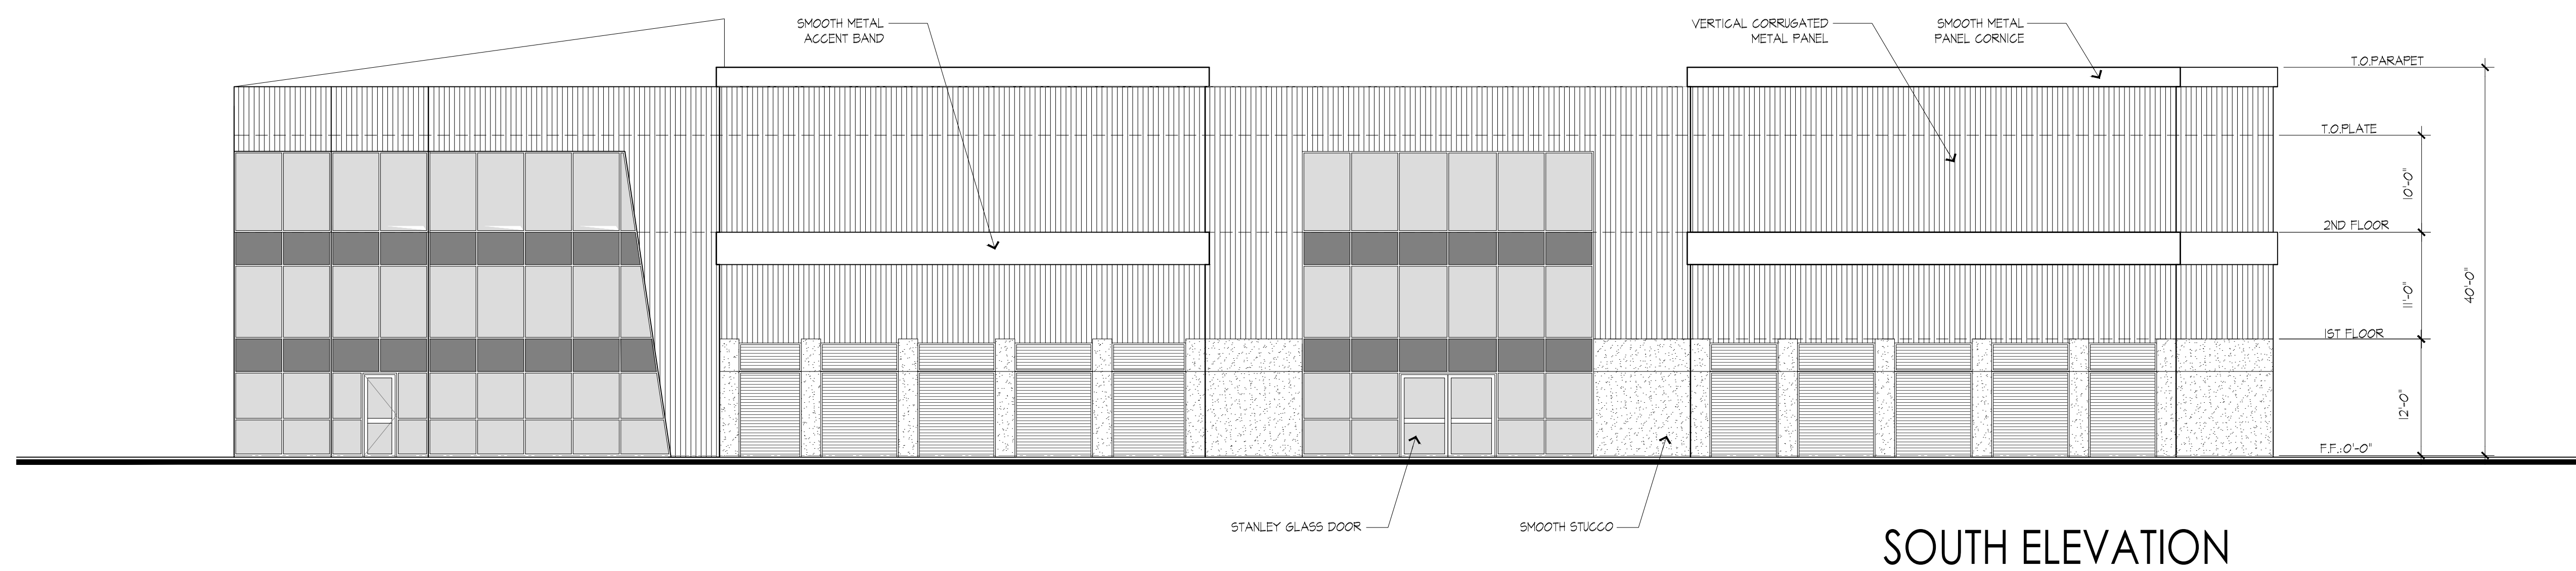 SMOOTH METAL
ACCENT BAND
VERTICAL CORRUGATED
METAL PANEL
SMOOTH METAL
PANEL CORNICE
T.O.PARAPET
T.O.PLATE
10'-0"
2ND FLOOR
11'-0"
40'-0"
1ST FLOOR
12'-0"
F.F.:0'-0"
STANLEY GLASS DOOR
SMOOTH STUCCO
SOUTH ELEVATION